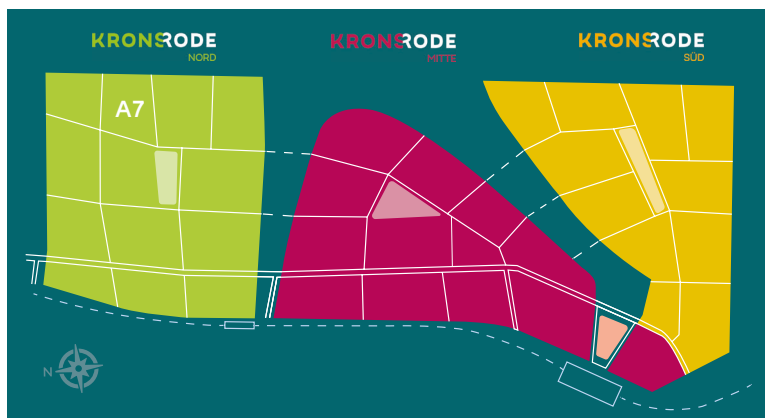 KRONSRODE
NORD
KRONSRODE
MITTE
KRONSRODE
SÜD
A7
N